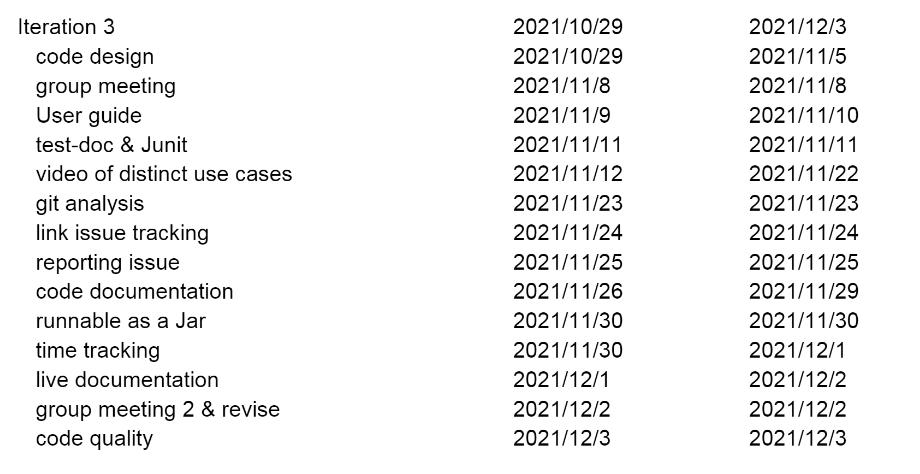 Iteration 3 2021/10/29 2021/12/3
code design 2021/10/29 2021/11/5
group meeting 2021/11/8 2021/11/8
User guide 2021/11/9 2021/11/10
test-doc & Junit 2021/11/11 2021/11/11
video of distinct use cases 2021/11/12 2021/11/22
git analysis 2021/11/23 2021/11/23
link issue tracking 2021/11/24 2021/11/24
reporting issue 2021/11/25 2021/11/25
code documentation 2021/11/26 2021/11/29
runnable as a Jar 2021/11/30 2021/11/30
time tracking 2021/11/30 2021/12/1
live documentation 2021/12/1 2021/12/2
group meeting 2 & revise 2021/12/2 2021/12/2
code quality 2021/12/3 2021/12/3